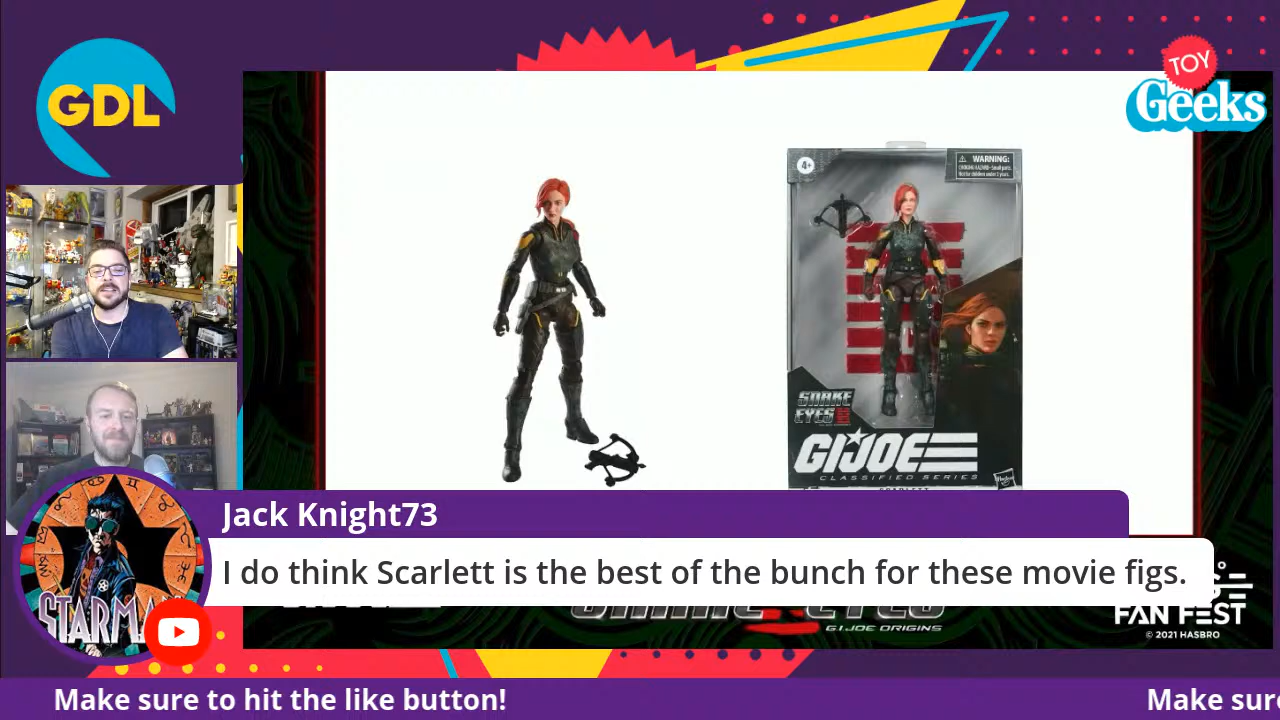 GDL
TOY
Geeks
4+
WARNING:
SNAKE
EYES
GI JOE
CLASSIFIED SERIES
Hasbro
Jack Knight73
I do think Scarlett is the best of the bunch for these movie figs.
STARMA
G.I. JOE ORIGINS
FAN FEST
© 2021 HASBRO
Make sure to hit the like button!
Make sure